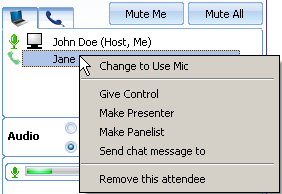 Mute Me
Mute All
John Doe (Host, Me)
Jane
Change to Use Mic
Give Control
Make Presenter
Make Panelist
Audio
Send chat message to
Remove this attendee